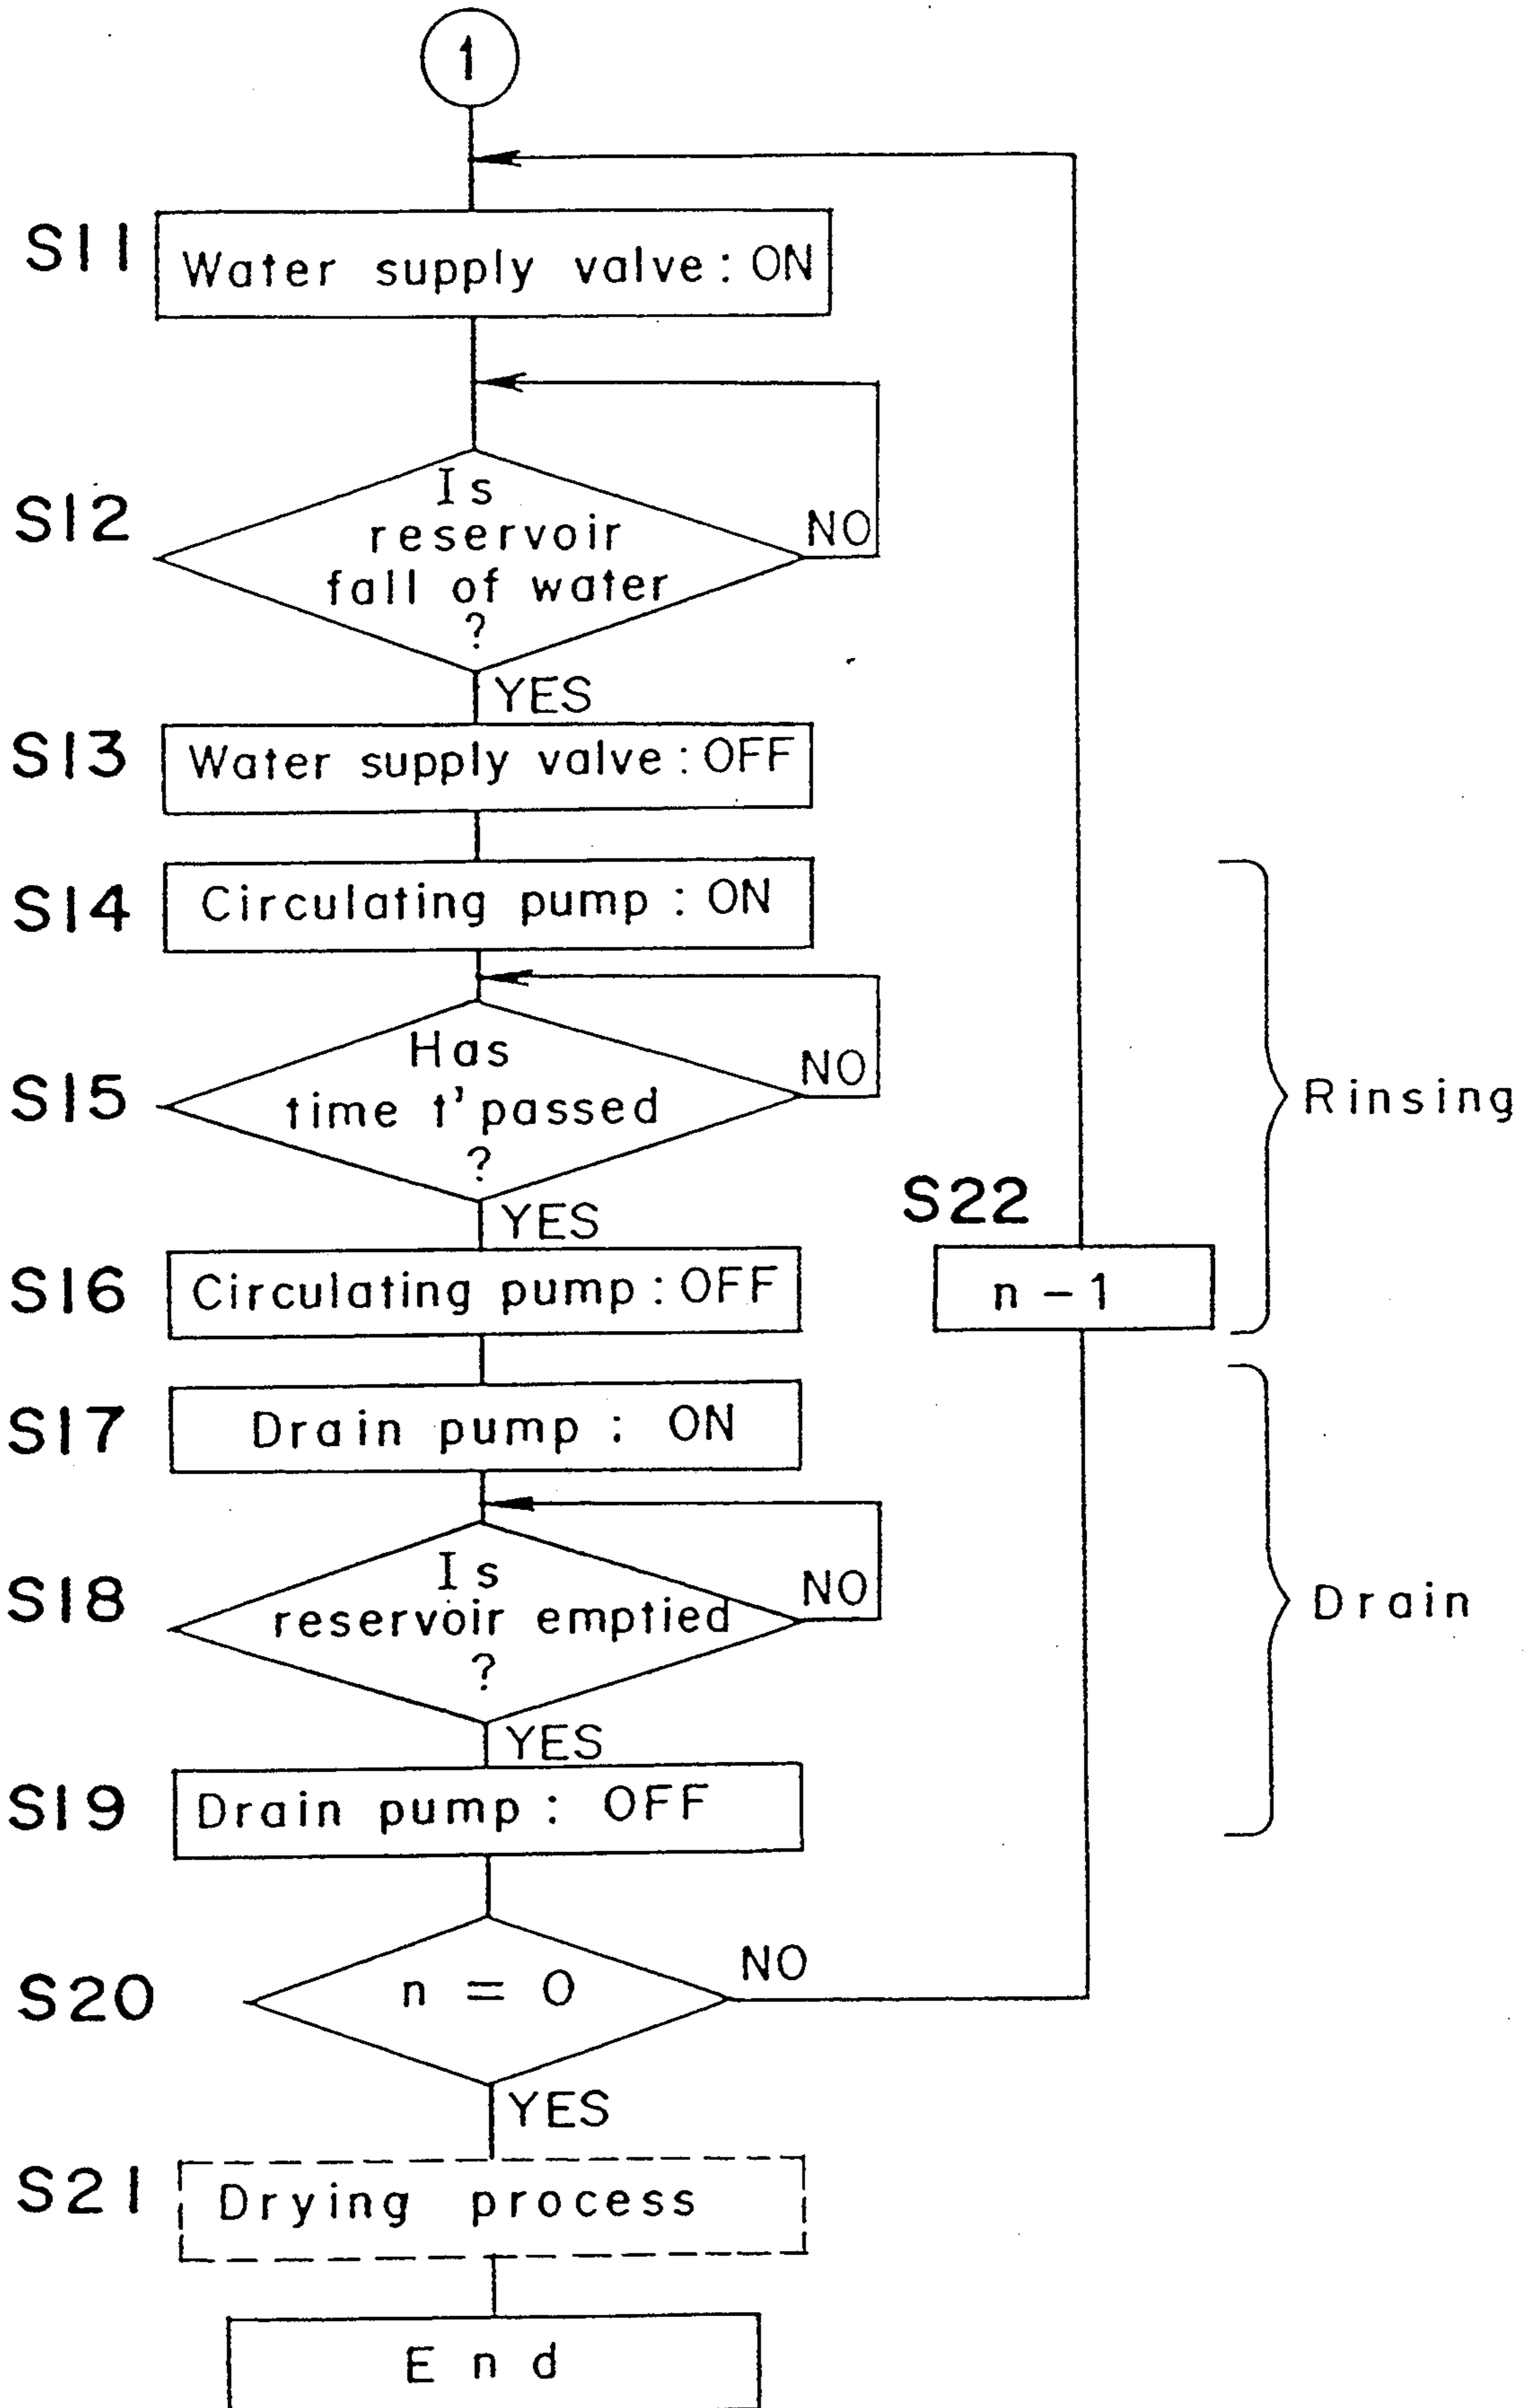 1
S11
Water supply valve: ON
S12
Is
reservoir
fall of water
?
NO
YES
S13
Water supply valve: OFF
S14
Circulating pump : ON
S15
Has
time t' passed
?
NO
YES
S16
Circulating pump: OFF
S22
n - 1
Rinsing
S17
Drain pump : ON
S18
Is
reservoir emptied
?
NO
YES
S19
Drain pump : OFF
Drain
S20
n = 0
NO
YES
S21
Drying process
End